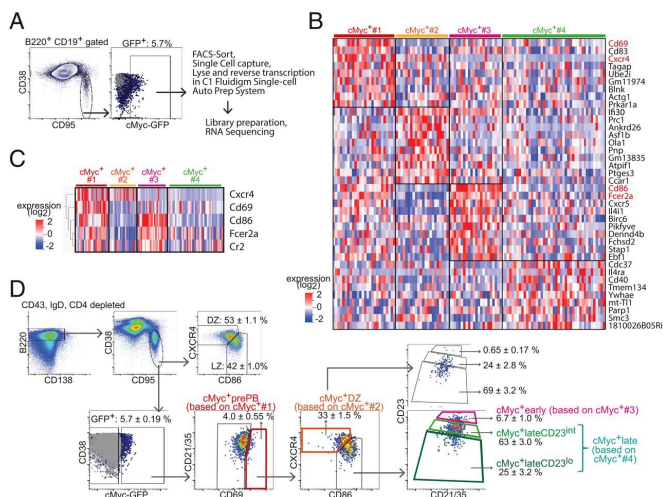 A
B220+ CD19+ gated
GFP+: 5.7%
CD38
CD95
cMyc-GFP
FACS-Sort,
Single Cell capture,
Lyse and reverse transcription
in C1 Fluidigm Single-cell
Auto Prep System
Library preparation,
RNA Sequencing
B
cMyc+#1
cMyc+#2
cMyc+#3
cMyc+#4
Cd69
Cd83
Cxcr4
Tagap
Ube2i
Gm11974
Blnk
Actg1
Prkar1a
Ifi30
Prc1
Ankrd26
Asf1b
Ola1
Pnp
Gm13835
Atpif1
Ptges3
Ccar1
Cd86
Fcer2a
Cxcr5
Il4i1
Birc6
Pikfyve
Dennd4b
Fchsd2
Stap1
Ebf1
Cdc37
Il4ra
Cd40
Tmem134
Ywhae
mt-Tl1
Parp1
Smc3
1810026B05Ri
expression
(log2)
2
0
-2
C
cMyc+
#1
cMyc+
#2
cMyc+
#3
cMyc+
#4
Cxcr4
Cd69
Cd86
Fcer2a
Cr2
expression
(log2)
2
0
-2
D
CD43, IgD, CD4 depleted
B220
CD138
CD38
CD95
DZ: 53 ± 1.1 %
CXCR4
LZ: 42 ± 1.0%
CD86
GFP+: 5.7 ± 0.19 %
CD38
cMyc-GFP
cMyc+prePB
(based on cMyc+#1)
4.0 ± 0.55 %
CD21/35
CD69
cMyc+DZ
(based on cMyc+#2)
33 ± 1.5 %
CXCR4
CD86
0.65 ± 0.17 %
24 ± 2.8 %
69 ± 3.2 %
CD23
cMyc+early (based on cMyc+#3)
6.7 ± 1.0 %
cMyc+lateCD23int
63 ± 3.0 %
cMyc+lateCD23lo
25 ± 3.2 %
cMyc+late
(based on
cMyc+#4)
CD21/35